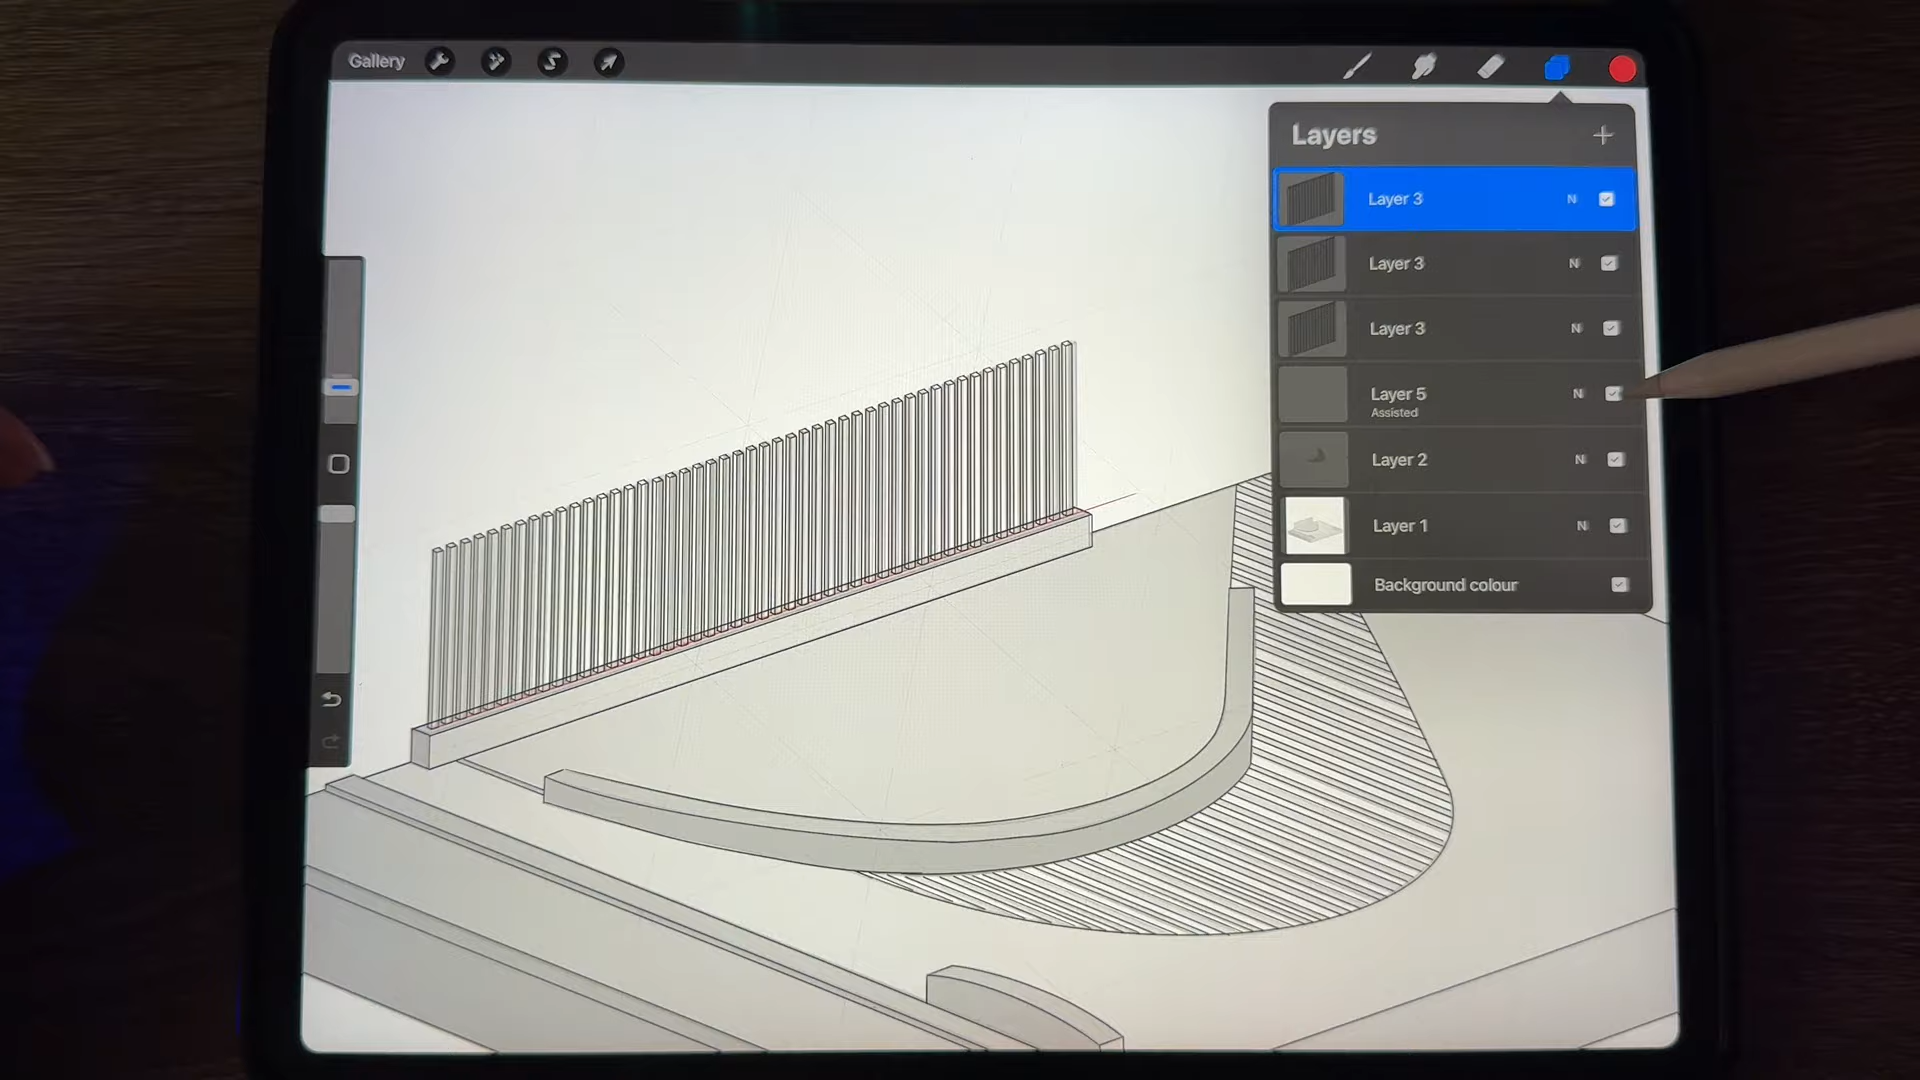 Gallery
Layers
Layer 3 N
Layer 3 N
Layer 3 N
Layer 5 N
Assisted
Layer 2 N
Layer 1 N
Background colour